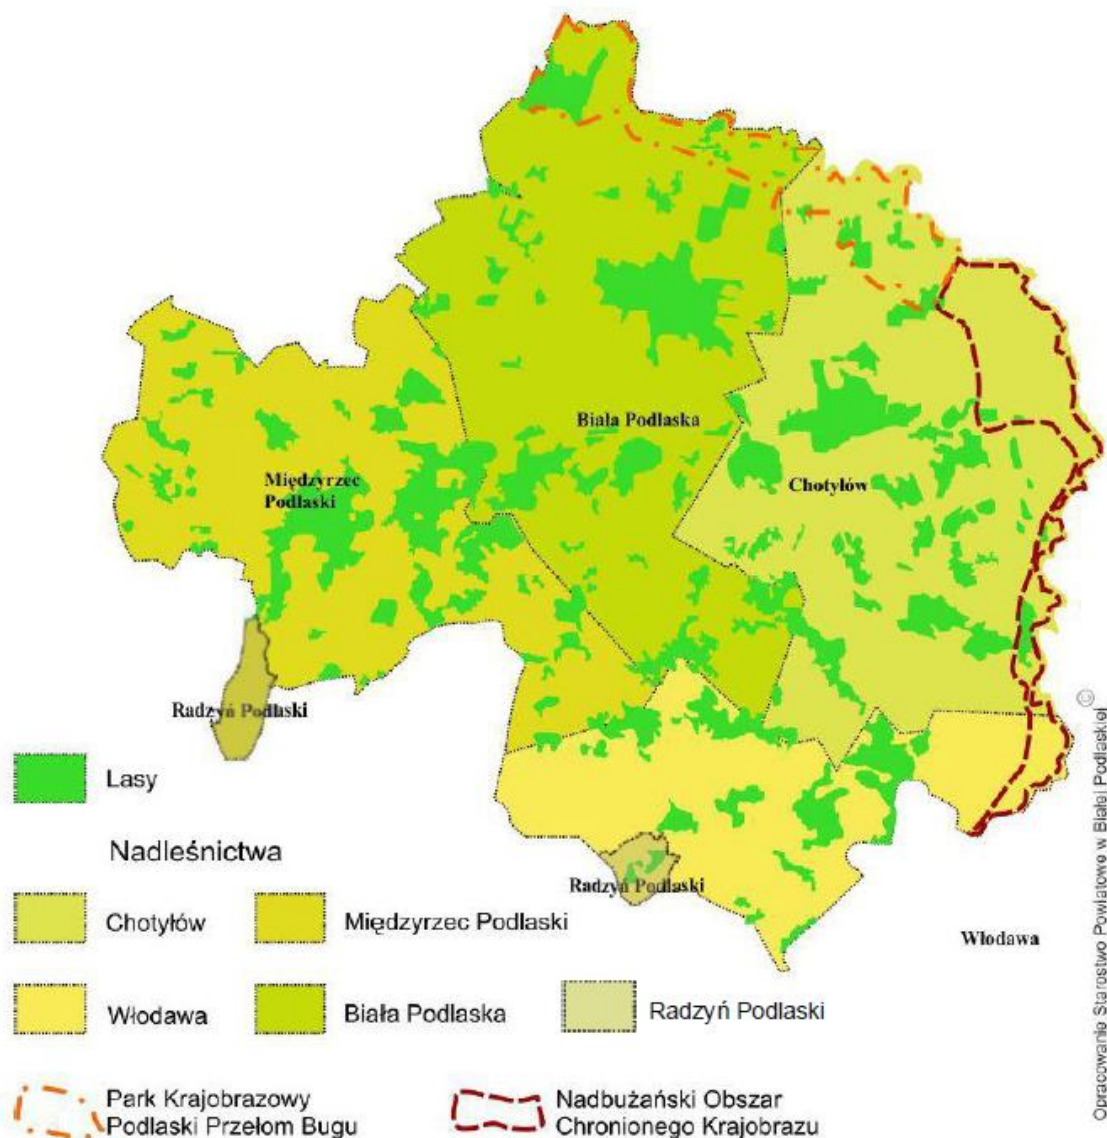 Biała Podlaska
Międzyrzec
Podlaski
Chotyłów
Radzyń Podlaski
Radzyń Podlaski
Włodawa
Lasy
Nadleśnictwa
Chotyłów
Międzyrzec Podlaski
Włodawa
Biała Podlaska
Radzyń Podlaski
Park Krajobrazowy
Podlaski Przełom Bugu
Nadbużański Obszar
Chronionego Krajobrazu
Opracowanie Starostwo Powiatowe w Białej Podlaskiej ©